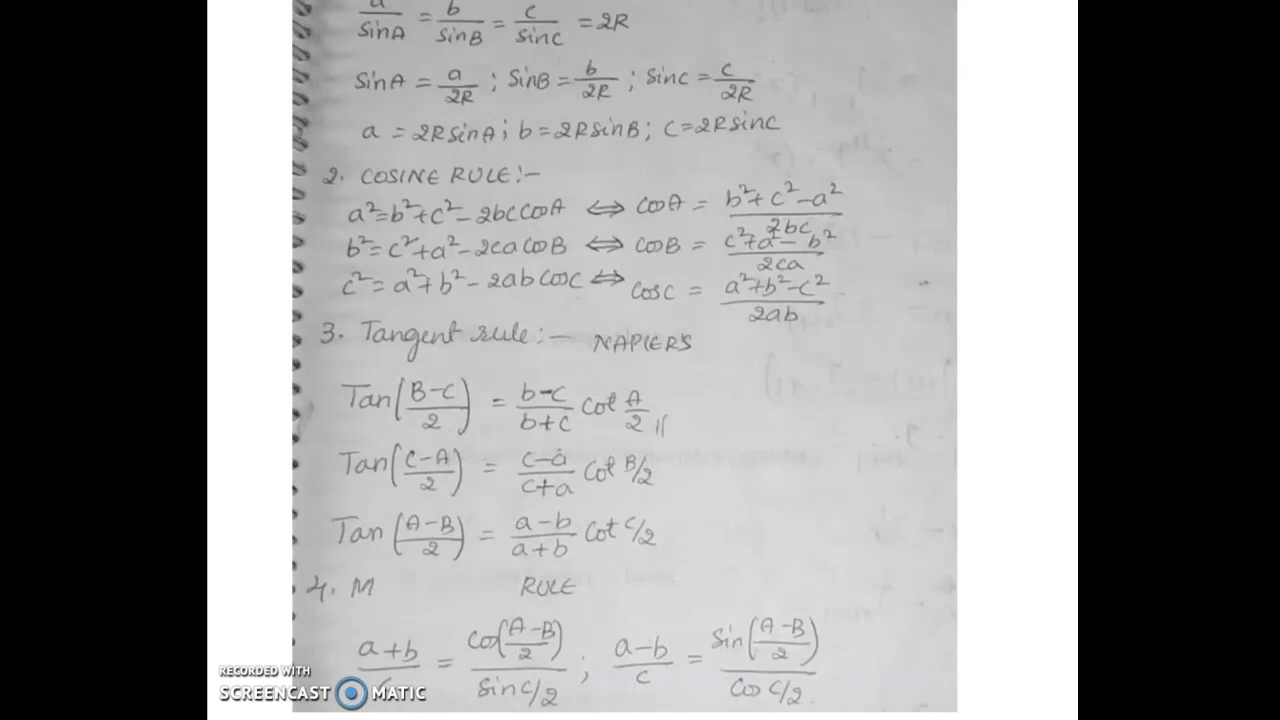 a/sinA = b/sinB = c/sinC = 2R
sinA = a/2R ; sinB = b/2R ; sinC = c/2R
a = 2RsinA ; b = 2RsinB ; c = 2RsinC
2. COSINE RULE:-
a² = b² + c² - 2bc cosA ⇔ cosA = (b² + c² - a²)/2bc
b² = c² + a² - 2ca cosB ⇔ cosB = (c² + a² - b²)/2ca
c² = a² + b² - 2ab cosC ⇔ cosC = (a² + b² - c²)/2ab
3. Tangent rule:- NAPIERS
Tan((B-C)/2) = (b-c)/(b+c) cot A/2 //
Tan((C-A)/2) = (c-a)/(c+a) cot B/2
Tan((A-B)/2) = (a-b)/(a+b) cot C/2
4. M RULE
(a+b)/c = cos((A-B)/2)/sin C/2 ; (a-b)/c = sin((A-B)/2)/cos C/2
RECORDED WITH
SCREENCAST MATIC